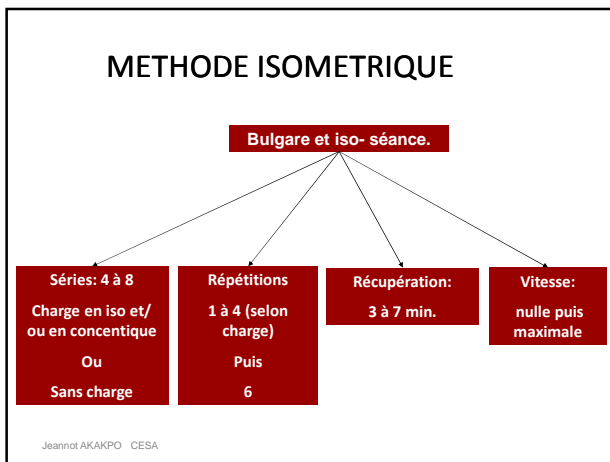 METHODE ISOMETRIQUE
Bulgare et iso- séance.
Séries: 4 à 8
Charge en iso et/
ou en concentique
Ou
Sans charge
Répétitions
1 à 4 (selon
charge)
Puis
6
Récupération:
3 à 7 min.
Vitesse:
nulle puis
maximale
Jeannot AKAKPO CESA